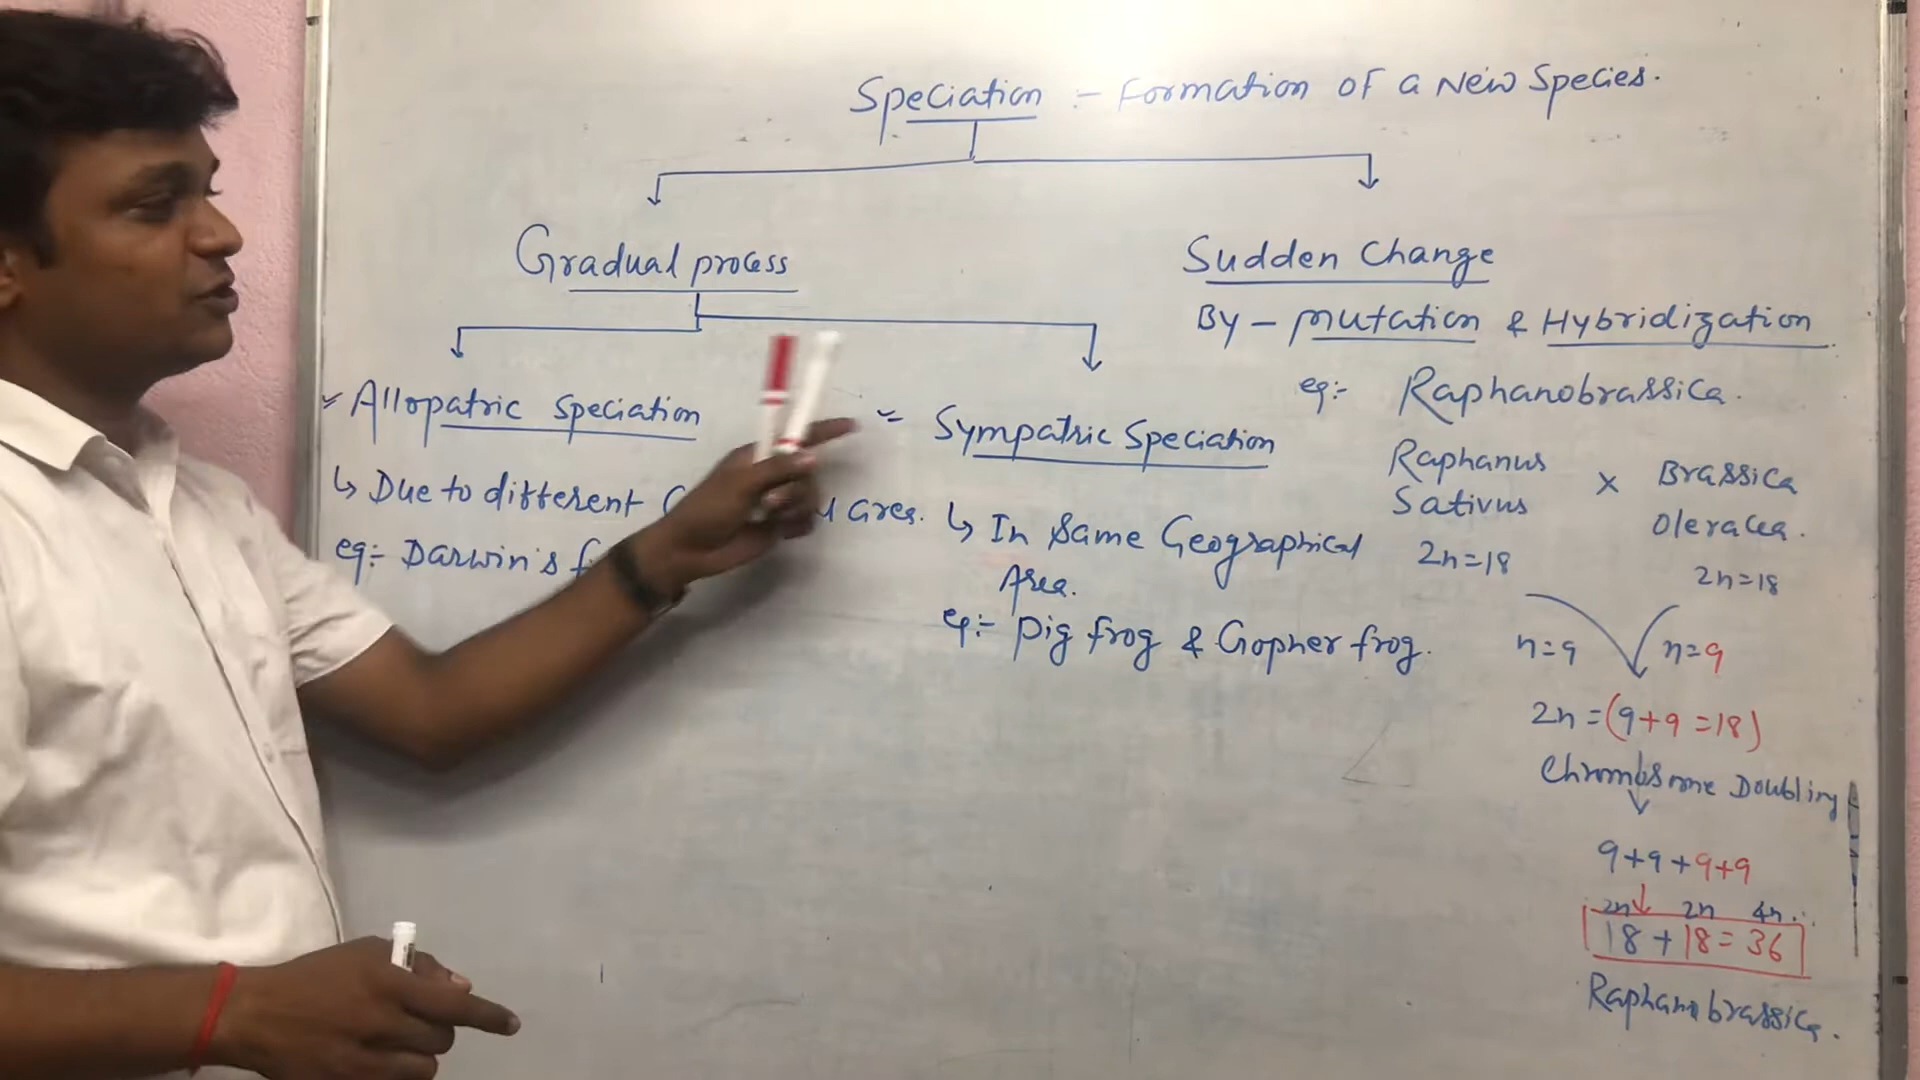 Speciation :- Formation of a New Species.
Gradual process
Sudden Change
By - Mutation & Hybridization
eg:- Raphanobrassica.
Allopatric Speciation
↳ Due to different area.
eg:- Darwin's
Sympatric Speciation
↳ In Same Geographical
Area.
eg:- Pig frog & Gopher frog.
Raphanus
Sativus
2n=18
×
Brassica
Oleracea.
2n=18
n=9
n=9
2n=(9+9=18)
Chromosome Doubling
9+9+9+9
2n 2n 4n.
18+18=36
Raphanobrassica.